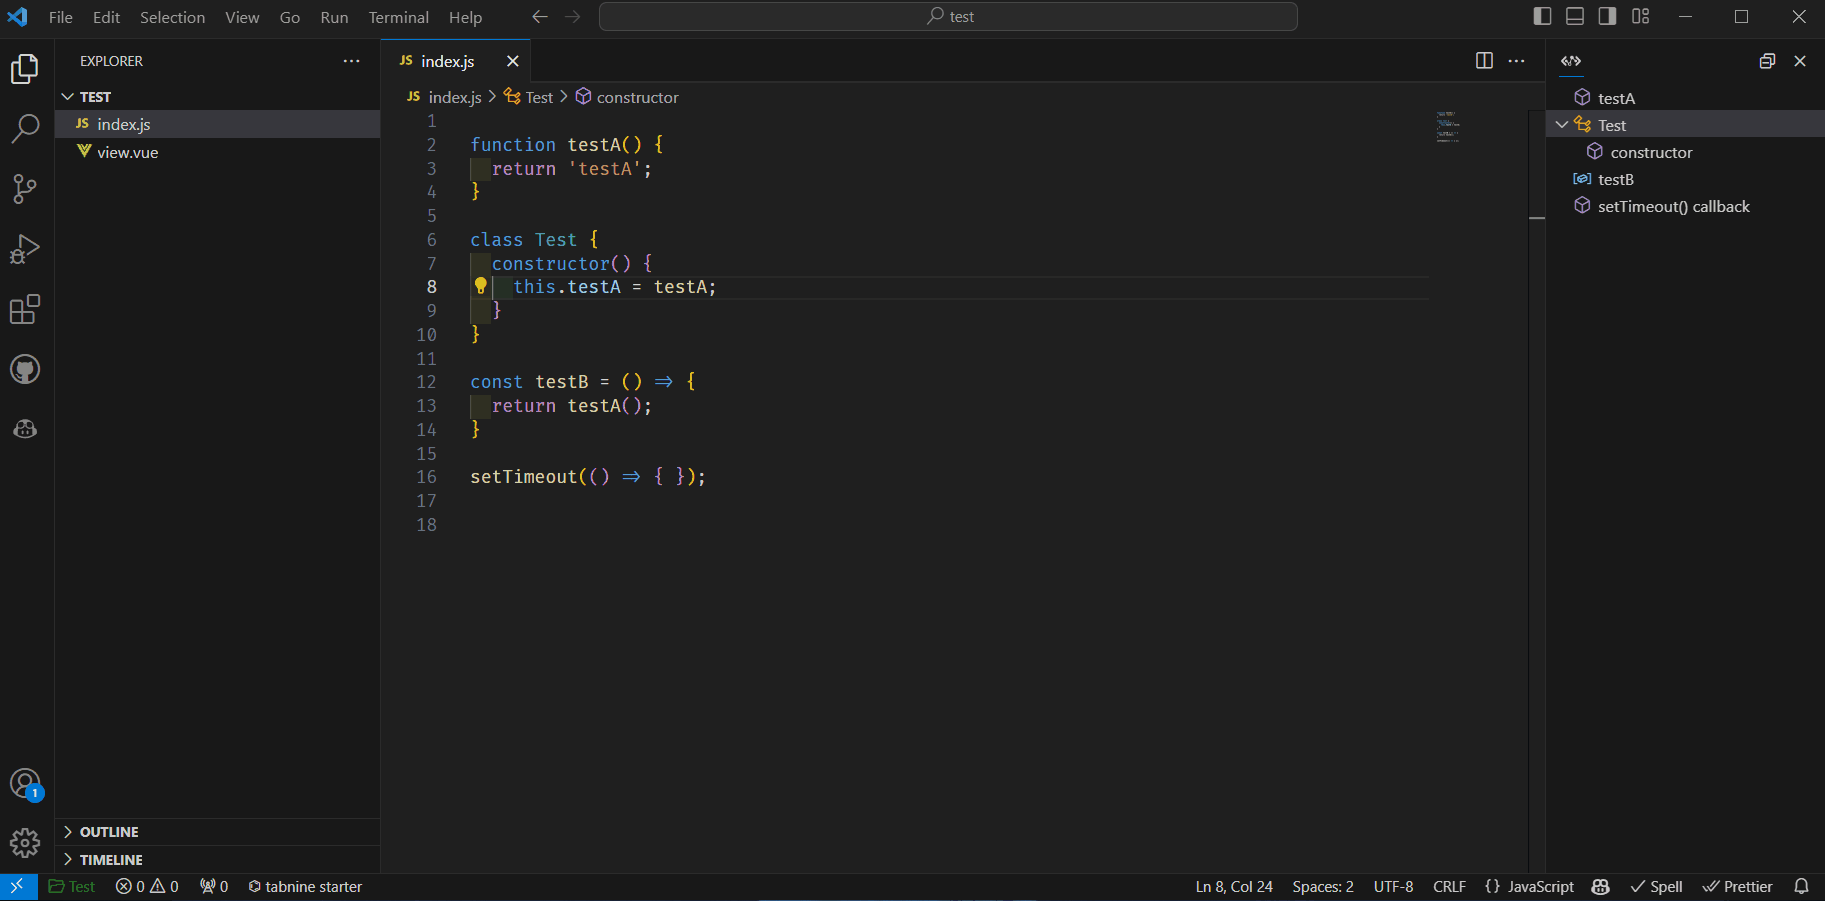 File Edit Selection View Go Run Terminal Help
test
EXPLORER
TEST
JS index.js
view.vue
OUTLINE
TIMELINE
JS index.js
JS index.js > Test > constructor
1
2 function testA() {
3 return 'testA';
4 }
5
6 class Test {
7 constructor() {
8 this.testA = testA;
9 }
10 }
11
12 const testB = () => {
13 return testA();
14 }
15
16 setTimeout(() => { });
17
18
testA
Test
constructor
testB
setTimeout() callback
1
Test 0 0 0 tabnine starter
Ln 8, Col 24 Spaces: 2 UTF-8 CRLF {} JavaScript Spell Prettier